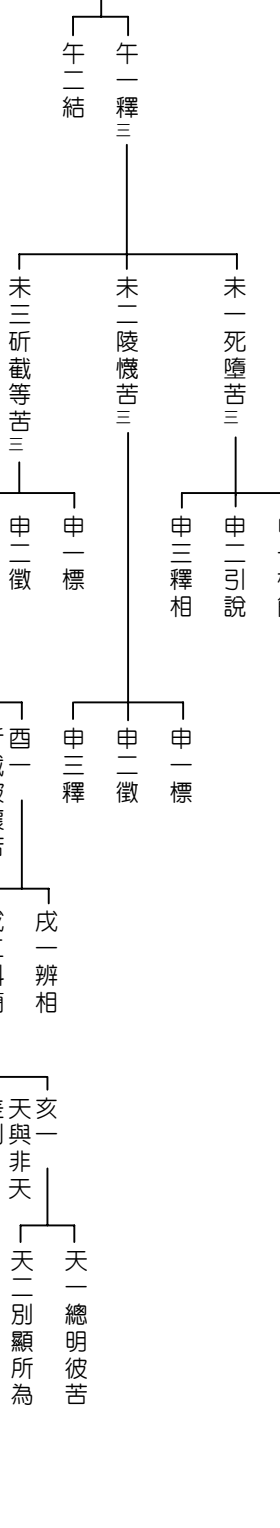 午一釋三
午二結
未一死墮苦三
未二陵懱苦三
未三斫截等苦三
申二引說
申三釋相
申一標
申二徵
申一標
申二徵
申三釋
酉一
戌一辨相
亥一
天與非天
天一總明彼苦
天二別顯所為